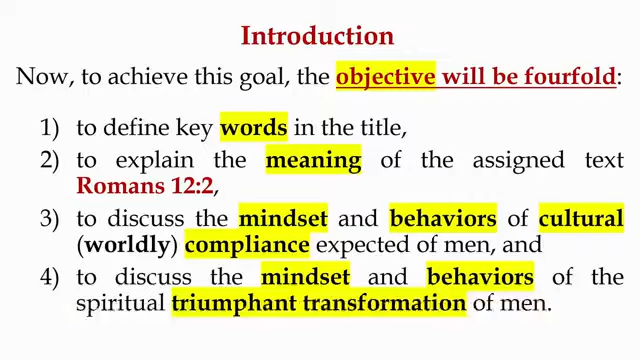 Introduction
Now, to achieve this goal, the objective will be fourfold:
1) to define key words in the title,
2) to explain the meaning of the assigned text
Romans 12:2,
3) to discuss the mindset and behaviors of cultural
(worldly) compliance expected of men, and
4) to discuss the mindset and behaviors of the
spiritual triumphant transformation of men.